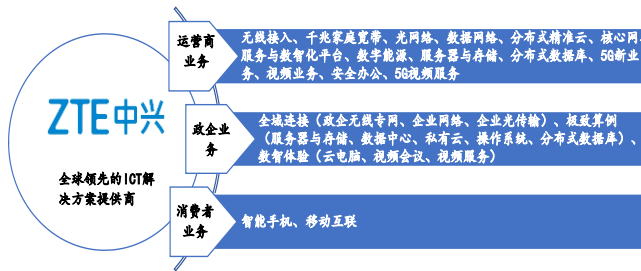 ZTE中兴
全球领先的ICT解
决方案提供商
运营商
业务
无线接入、千兆家庭宽带、光网络、数据网络、分布式精准云、核心网、
服务与数智化平台、数字能源、服务器与存储、分布式数据库、5G新业
务、视频业务、安全办公、5G视频服务
政企业
务
全域连接（政企无线专网、企业网络、企业光传输）、极致算例
（服务器与存储、数据中心、私有云、操作系统、分布式数据库）、
数智体验（云电脑、视频会议、视频服务）
消费者
业务
智能手机、移动互联